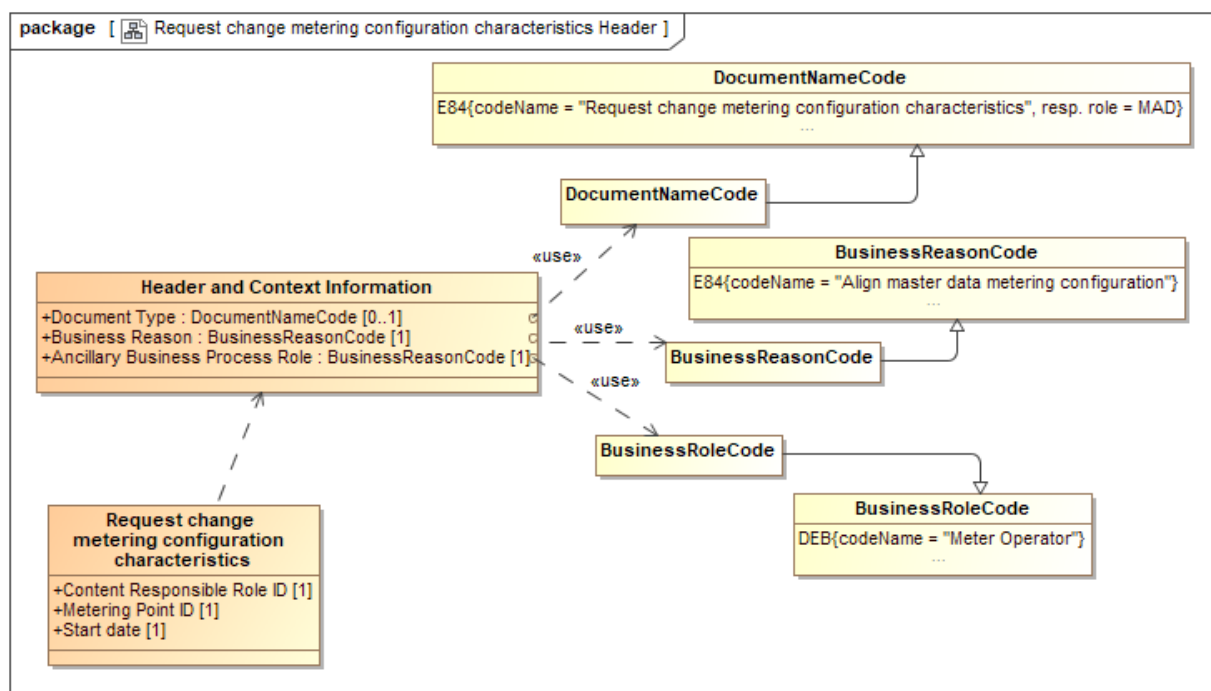 package [ Request change metering configuration characteristics Header ]
DocumentNameCode
E84{codeName = "Request change metering configuration characteristics", resp. role = MAD}
...
DocumentNameCode
«use»
BusinessReasonCode
E84{codeName = "Align master data metering configuration"}
...
Header and Context Information
+Document Type : DocumentNameCode [0..1]
+Business Reason : BusinessReasonCode [1]
+Ancillary Business Process Role : BusinessReasonCode [1]
«use»
BusinessReasonCode
«use»
BusinessRoleCode
BusinessRoleCode
DEB{codeName = "Meter Operator"}
...
Request change
metering configuration
characteristics
+Content Responsible Role ID [1]
+Metering Point ID [1]
+Start date [1]